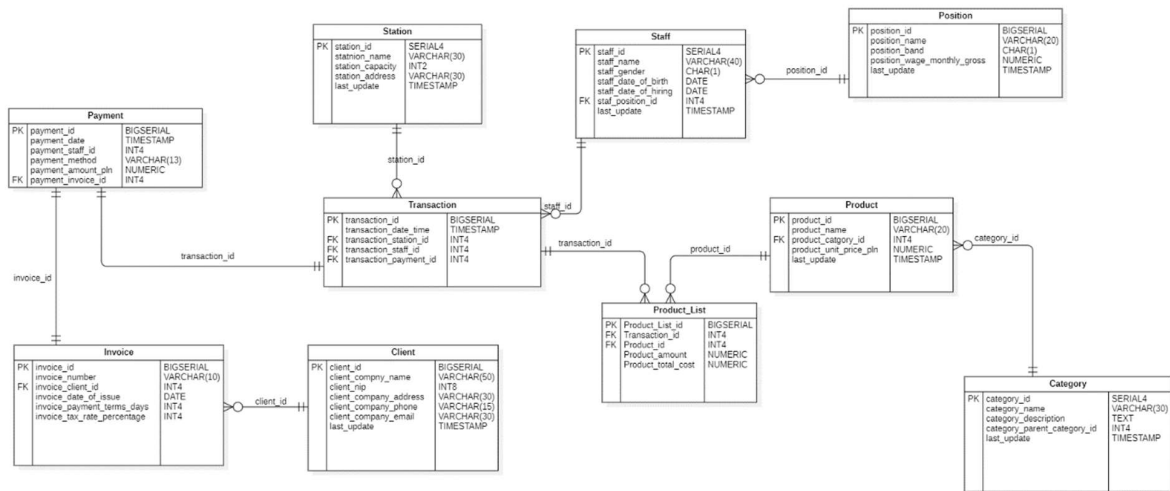 Station
PK station_id SERIAL4
statnion_name VARCHAR(30)
station_capacity INT2
station_address VARCHAR(30)
last_update TIMESTAMP
Staff
PK staff_id SERIAL4
staff_name VARCHAR(40)
staff_gender CHAR(1)
staff_date_of_birth DATE
staff_date_of_hiring DATE
FK staf_position_id INT4
last_update TIMESTAMP
position_id
Position
PK position_id BIGSERIAL
position_name VARCHAR(20)
position_band CHAR(1)
position_wage_monthly_gross NUMERIC
last_update TIMESTAMP
Payment
PK payment_id BIGSERIAL
payment_date TIMESTAMP
payment_staff_id INT4
payment_method VARCHAR(13)
payment_amount_pln NUMERIC
FK payment_invoice_id INT4
station_id
staff_id
Transaction
PK transaction_id BIGSERIAL
transaction_date_time TIMESTAMP
FK transaction_station_id INT4
FK transaction_staff_id INT4
FK transaction_payment_id INT4
transaction_id
transaction_id
product_id
Product
PK product_id BIGSERIAL
product_name VARCHAR(20)
FK product_catgory_id INT4
product_unit_price_pln NUMERIC
last_update TIMESTAMP
category_id
invoice_id
Product_List
PK Product_List_id BIGSERIAL
FK Transaction_id INT4
FK Product_id INT4
Product_amount NUMERIC
Product_total_cost NUMERIC
Invoice
PK invoice_id BIGSERIAL
invoice_number VARCHAR(10)
FK invoice_client_id INT4
invoice_date_of_issue DATE
invoice_payment_terms_days INT4
invoice_tax_rate_percentage INT4
client_id
Client
PK client_id BIGSERIAL
client_compny_name VARCHAR(50)
client_nip INT8
client_company_address VARCHAR(30)
client_company_phone VARCHAR(15)
client_company_email VARCHAR(30)
last_update TIMESTAMP
Category
PK category_id SERIAL4
category_name VARCHAR(30)
category_description TEXT
category_parent_category_id INT4
last_update TIMESTAMP